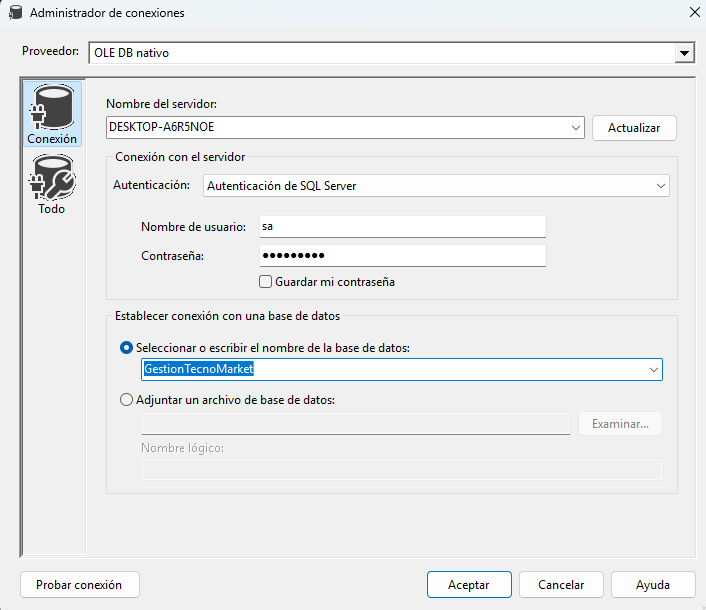 Administrador de conexiones
Proveedor: OLE DB nativo
Conexión
Todo
Nombre del servidor:
DESKTOP-A6R5NOE
Actualizar
Conexión con el servidor
Autenticación: Autenticación de SQL Server
Nombre de usuario: sa
Contraseña: ●●●●●●●●●
Guardar mi contraseña
Establecer conexión con una base de datos
Seleccionar o escribir el nombre de la base de datos:
GestionTecnoMarket
Adjuntar un archivo de base de datos:
Examinar...
Nombre lógico:
Probar conexión Aceptar Cancelar Ayuda